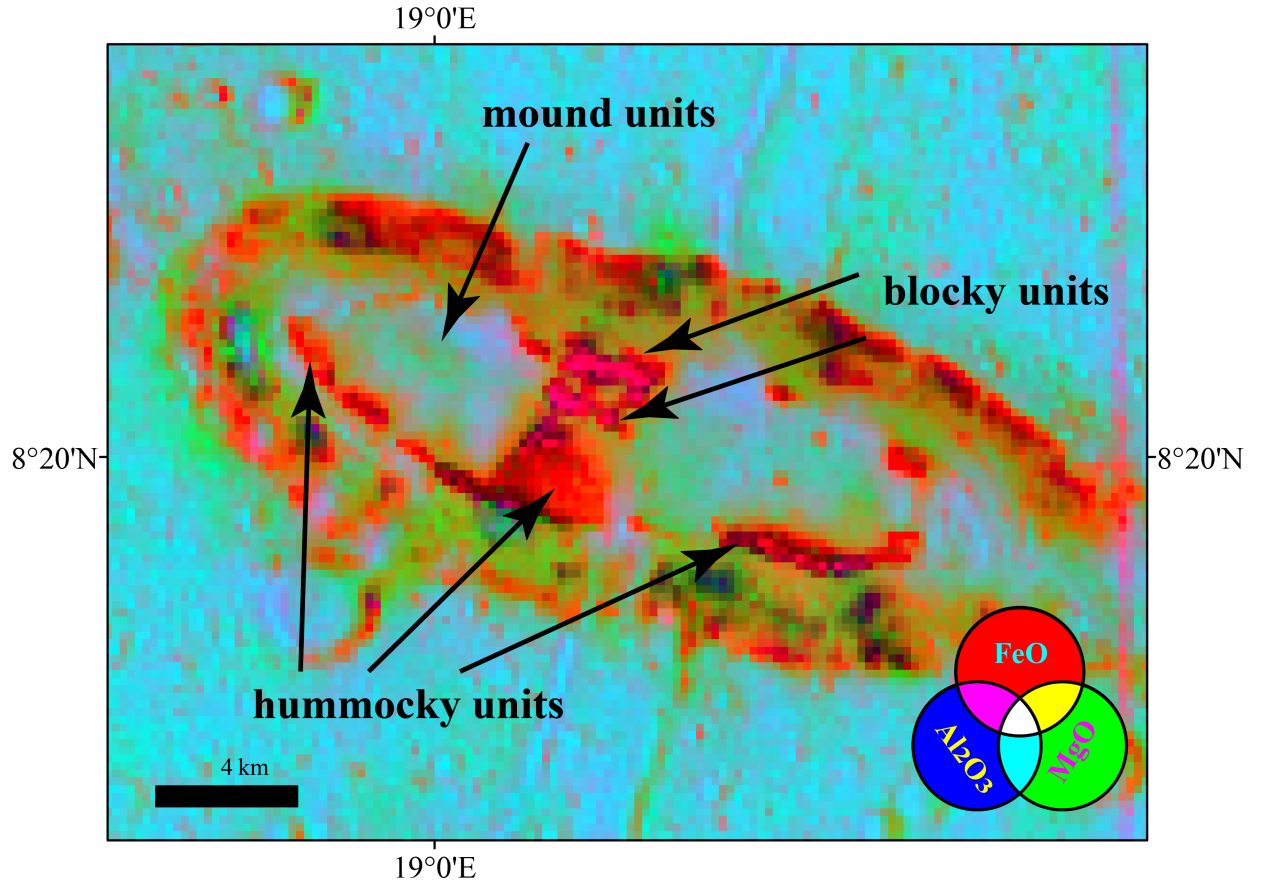 19°0'E
mound units
blocky units
8°20'N
8°20'N
FeO
Al2O3
MgO
hummocky units
4 km
19°0'E